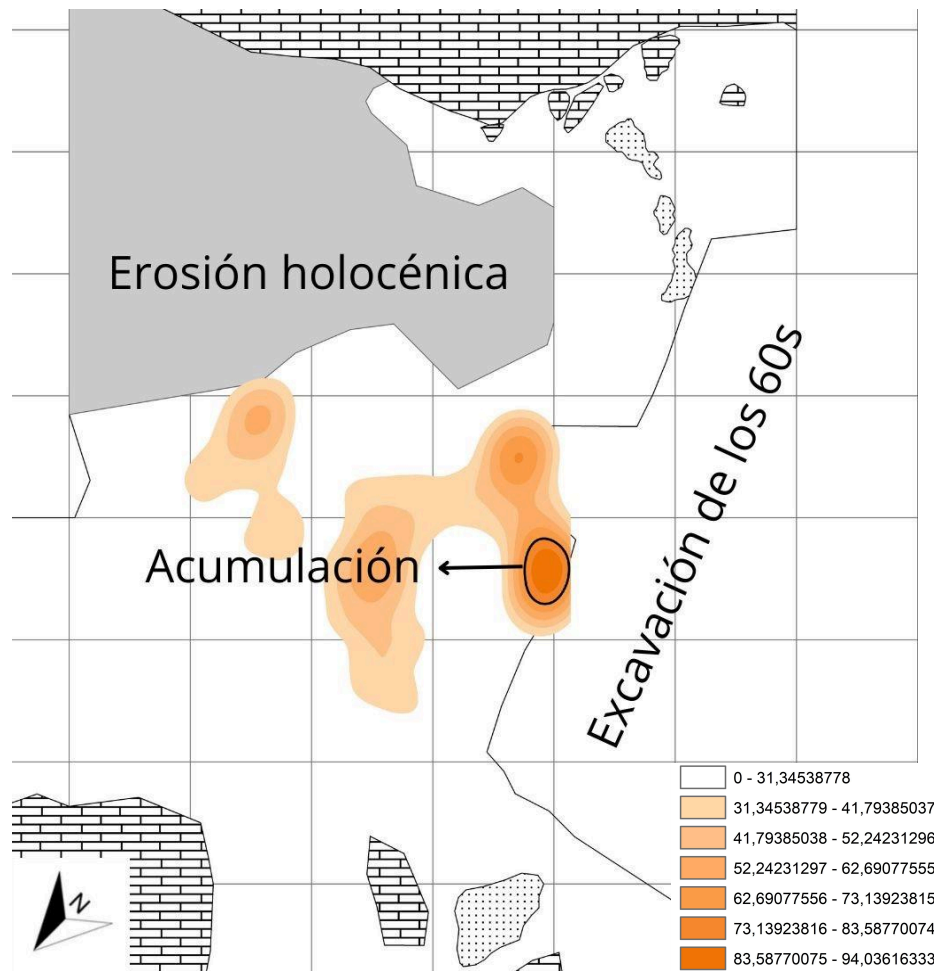 Erosión holocénica
Excavación de los 60s
Acumulación
0 - 31,34538778
31,34538779 - 41,79385037
41,79385038 - 52,24231296
52,24231297 - 62,69077555
62,69077556 - 73,13923815
73,13923816 - 83,58770074
83,58770075 - 94,03616333
N